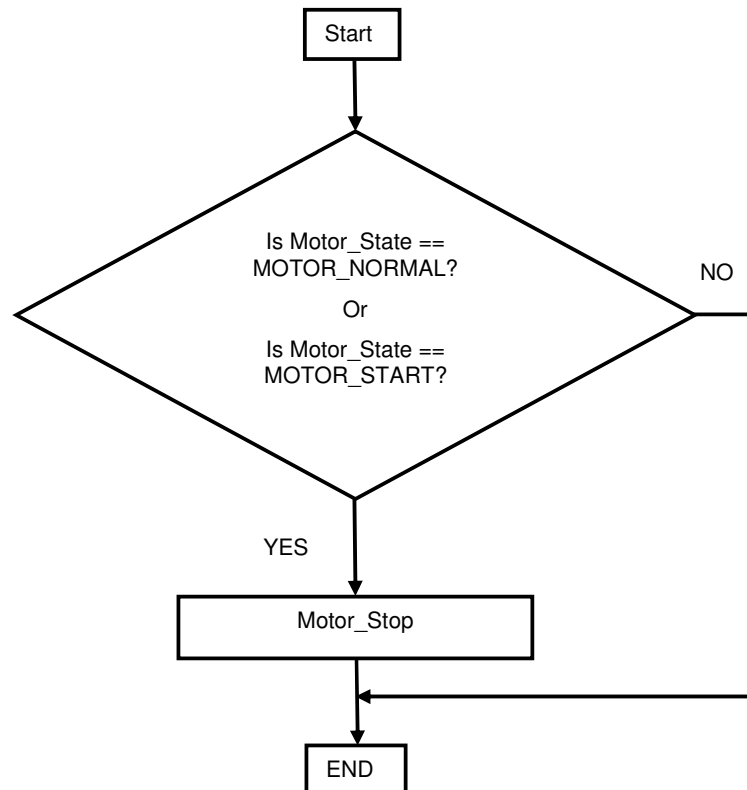 Start
Is Motor_State ==
MOTOR_NORMAL?
NO
Or
Is Motor_State ==
MOTOR_START?
YES
Motor_Stop
END